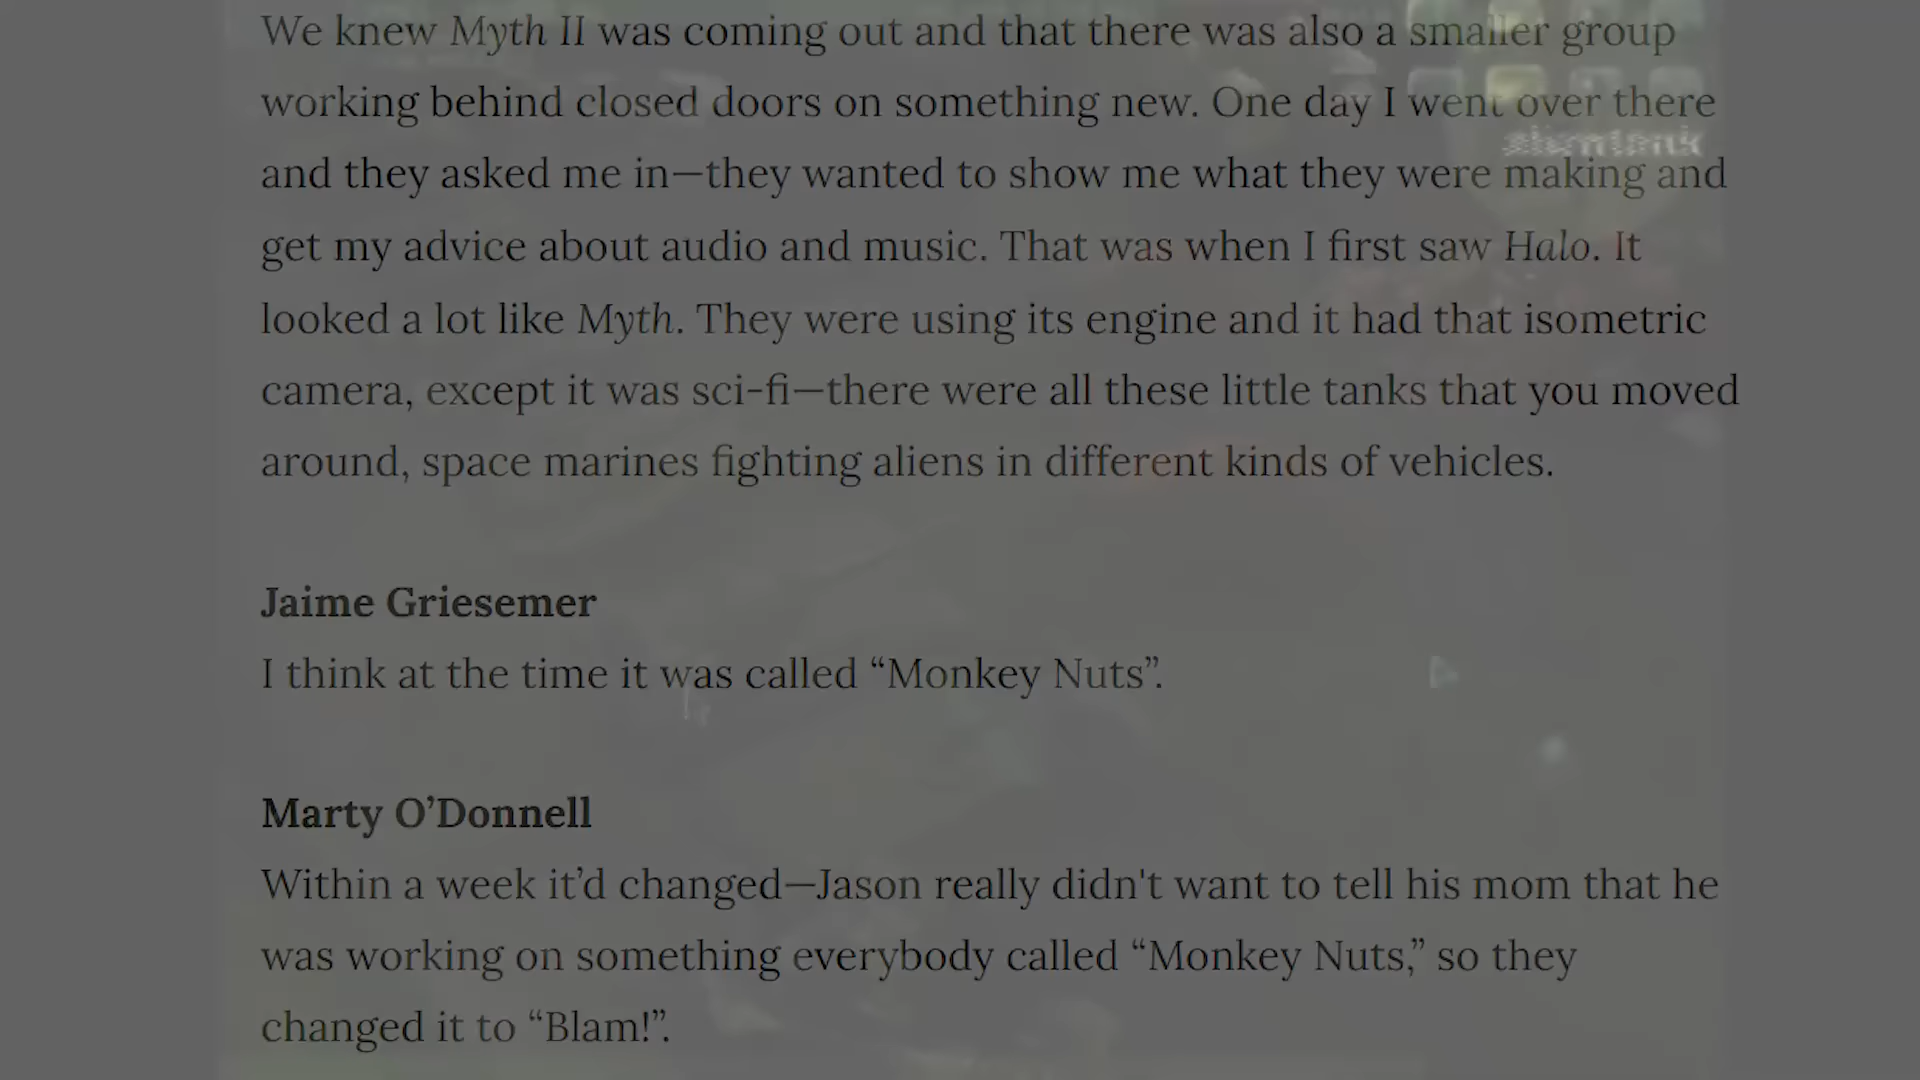 We knew Myth II was coming out and that there was also a smaller group
working behind closed doors on something new. One day I went over there
alientank
and they asked me in—they wanted to show me what they were making and
get my advice about audio and music. That was when I first saw Halo. It
looked a lot like Myth. They were using its engine and it had that isometric
camera, except it was sci-fi—there were all these little tanks that you moved
around, space marines fighting aliens in different kinds of vehicles.
Jaime Griesemer
I think at the time it was called “Monkey Nuts”.
Marty O’Donnell
Within a week it’d changed—Jason really didn't want to tell his mom that he
was working on something everybody called “Monkey Nuts,” so they
changed it to “Blam!”.